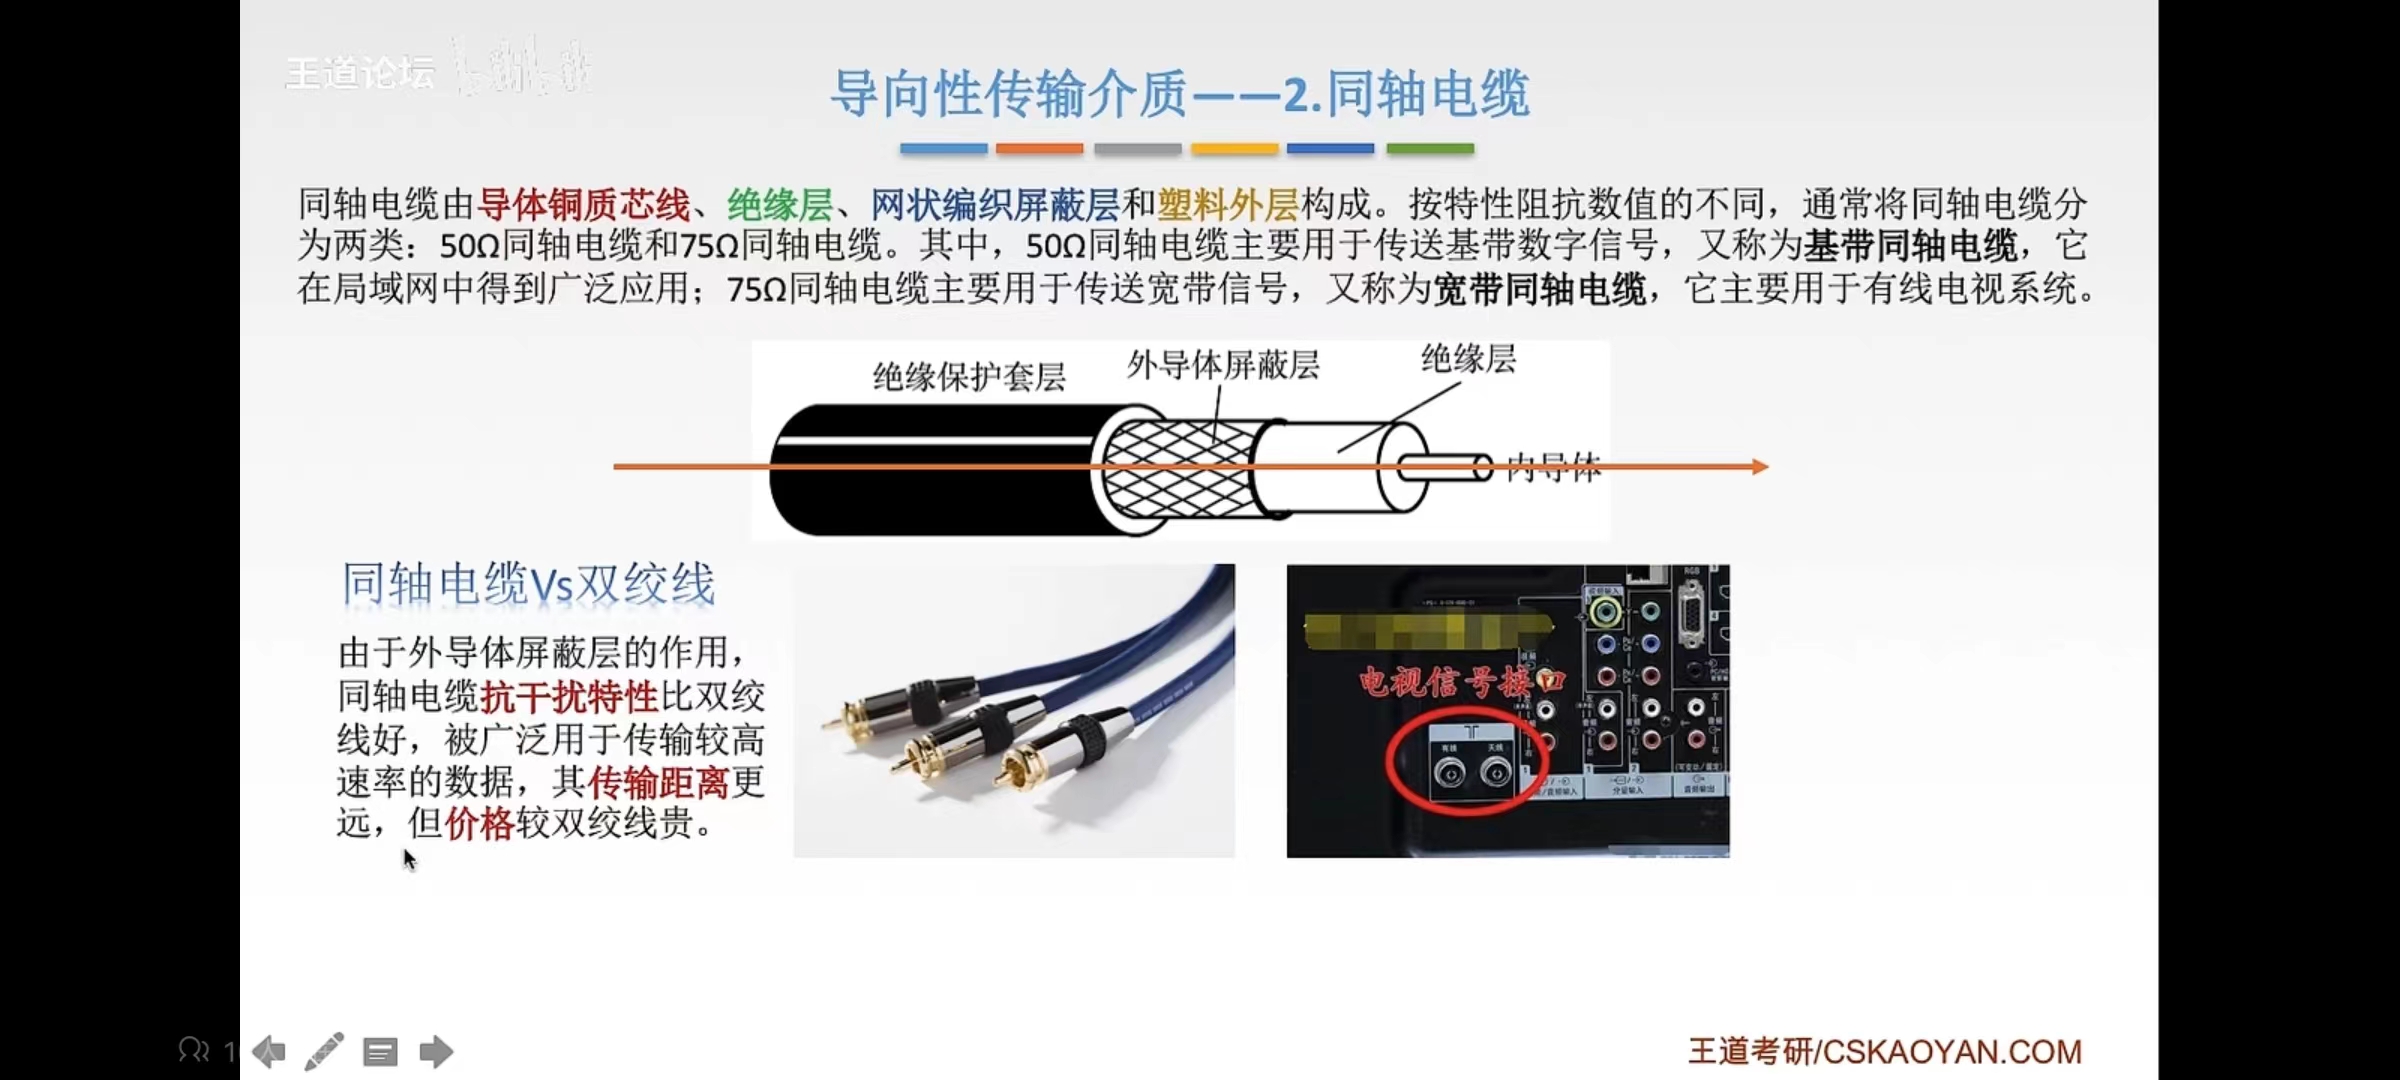 王道论坛
导向性传输介质——2.同轴电缆
同轴电缆由导体铜质芯线、绝缘层、网状编织屏蔽层和塑料外层构成。按特性阻抗数值的不同，通常将同轴电缆分
为两类：50Ω同轴电缆和75Ω同轴电缆。其中，50Ω同轴电缆主要用于传送基带数字信号，又称为基带同轴电缆，它
在局域网中得到广泛应用；75Ω同轴电缆主要用于传送宽带信号，又称为宽带同轴电缆，它主要用于有线电视系统。
绝缘保护套层
外导体屏蔽层
绝缘层
内导体
同轴电缆Vs双绞线
由于外导体屏蔽层的作用，
同轴电缆抗干扰特性比双绞
线好，被广泛用于传输较高
速率的数据，其传输距离更
远，但价格较双绞线贵。
RGB
电视信号接口
有线
天线
分量输入
音频输出
王道考研/CSKAOYAN.COM